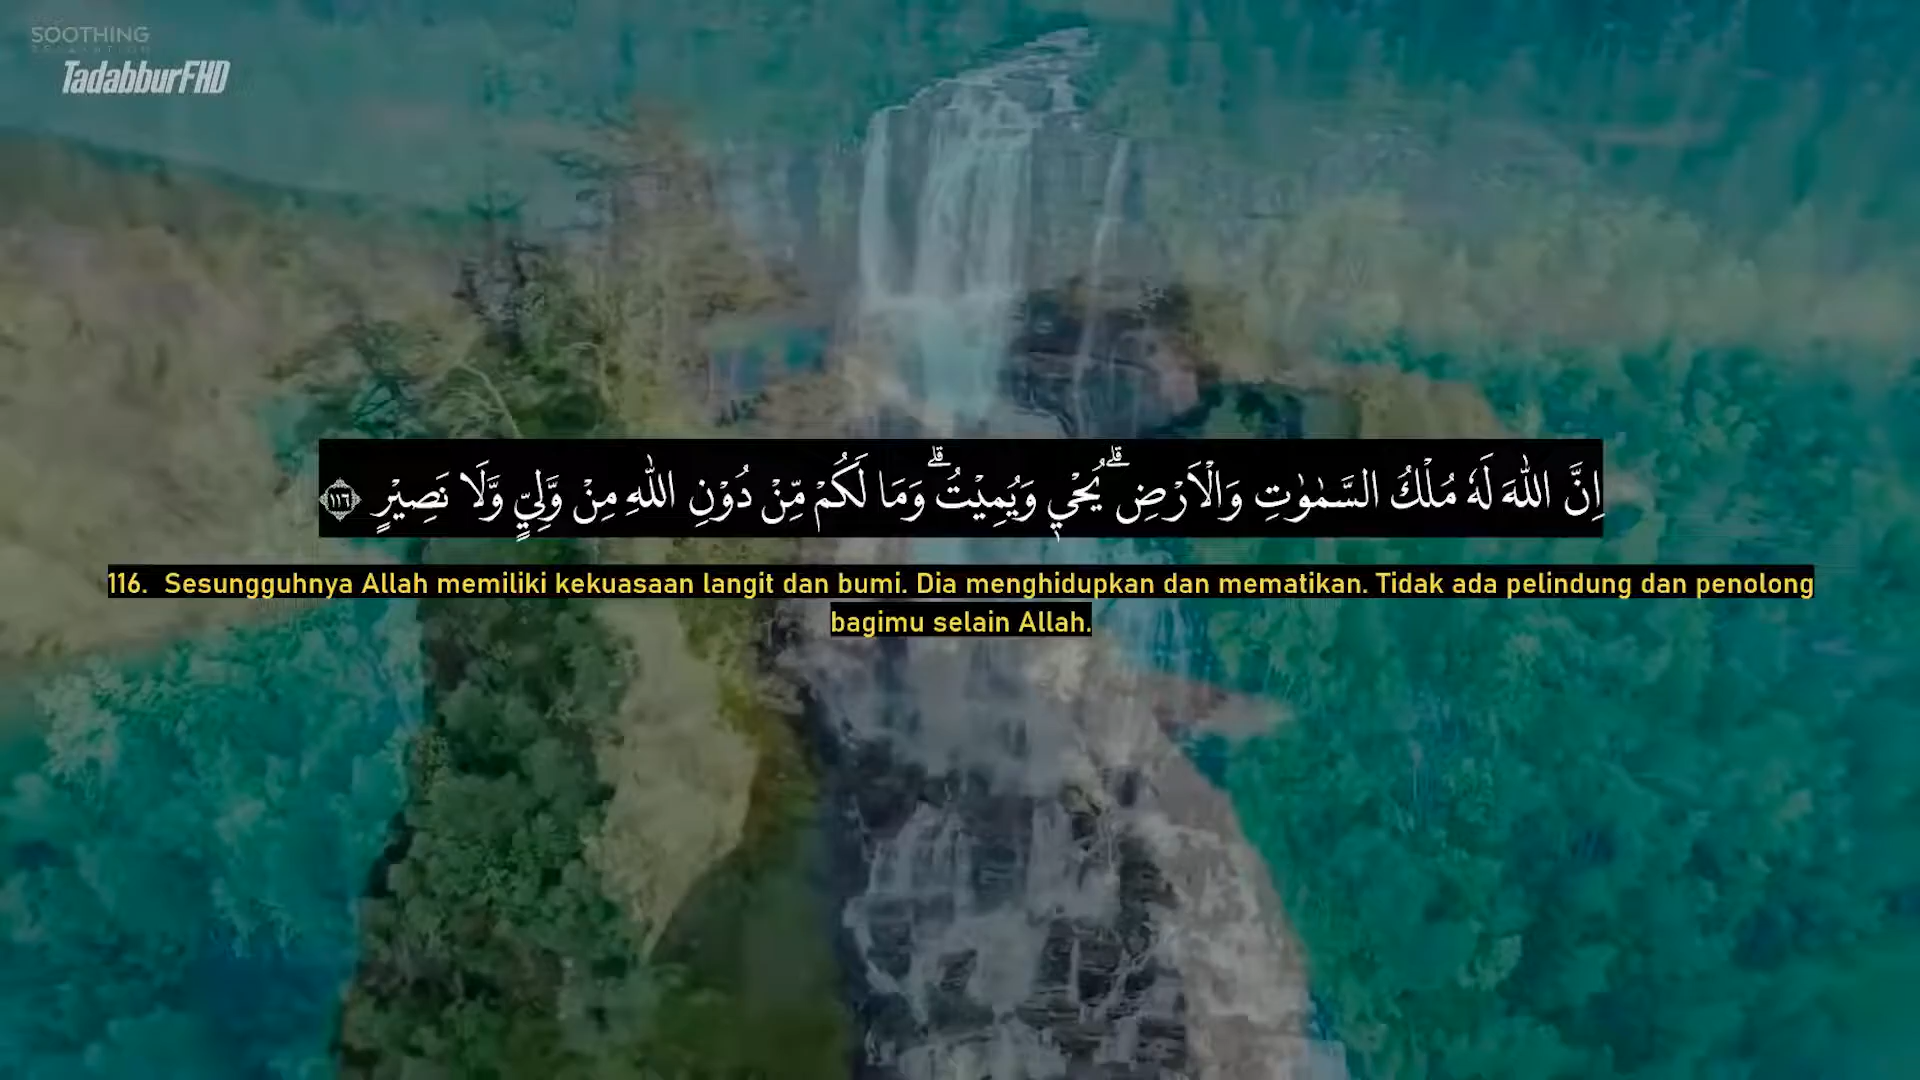 SOOTHING
RELAXATION
TadabburFHD
اِنَّ اللّٰهَ لَهٗ مُلْكُ السَّمٰوٰتِ وَالْاَرْضِۗ يُحْيٖ وَيُمِيْتُۗ وَمَا لَكُمْ مِّنْ دُوْنِ اللّٰهِ مِنْ وَّلِيٍّ وَّلَا نَصِيْرٍ ١١٦
116. Sesungguhnya Allah memiliki kekuasaan langit dan bumi. Dia menghidupkan dan mematikan. Tidak ada pelindung dan penolong
bagimu selain Allah.